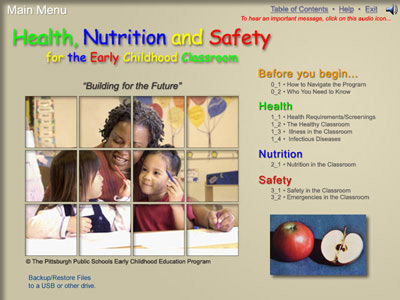 Main Menu
Table of Contents • Help • Exit
To hear an important message, click on this audio icon...
Health, Nutrition and Safety
for the Early Childhood Classroom
"Building for the Future"
Before you begin...
0_1 • How to Navigate the Program
0_2 • Who You Need to Know
Health
1_1 • Health Requirements/Screenings
1_2 • The Healthy Classroom
1_3 • Illness in the Classroom
1_4 • Infectious Diseases
Nutrition
2_1 • Nutrition in the Classroom
Safety
3_1 • Safety in the Classroom
3_2 • Emergencies in the Classroom
© The Pittsburgh Public Schools Early Childhood Education Program
Backup/Restore Files
to a USB or other drive.